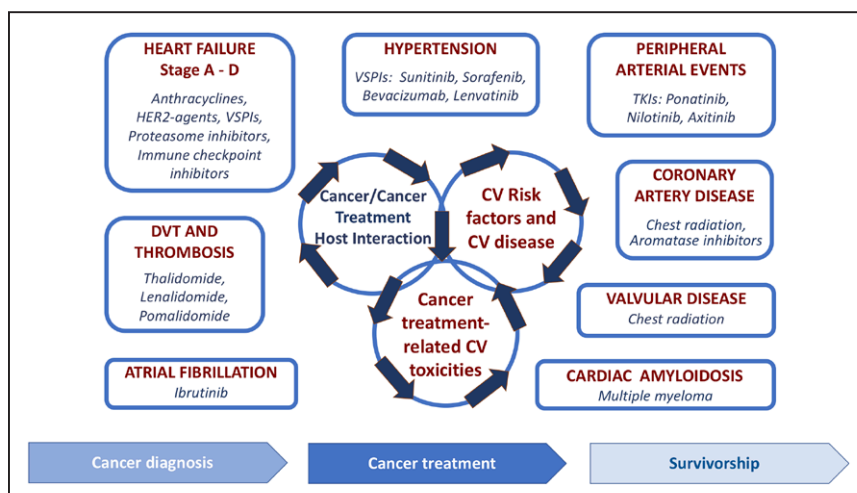 HEART FAILURE
Stage A - D
Anthracyclines,
HER2-agents, VSPIs,
Proteasome inhibitors,
Immune checkpoint
inhibitors
HYPERTENSION
VSPIs: Sunitinib, Sorafenib,
Bevacizumab, Lenvatinib
PERIPHERAL
ARTERIAL EVENTS
TKIs: Ponatinib,
Nilotinib, Axitinib
DVT AND
THROMBOSIS
Thalidomide,
Lenalidomide,
Pomalidomide
Cancer/Cancer
Treatment
Host Interaction
CV Risk
factors and
CV disease
CORONARY
ARTERY DISEASE
Chest radiation,
Aromatase inhibitors
Cancer
treatment-
related CV
toxicities
VALVULAR DISEASE
Chest radiation
ATRIAL FIBRILLATION
Ibrutinib
CARDIAC AMYLOIDOSIS
Multiple myeloma
Cancer diagnosis
Cancer treatment
Survivorship